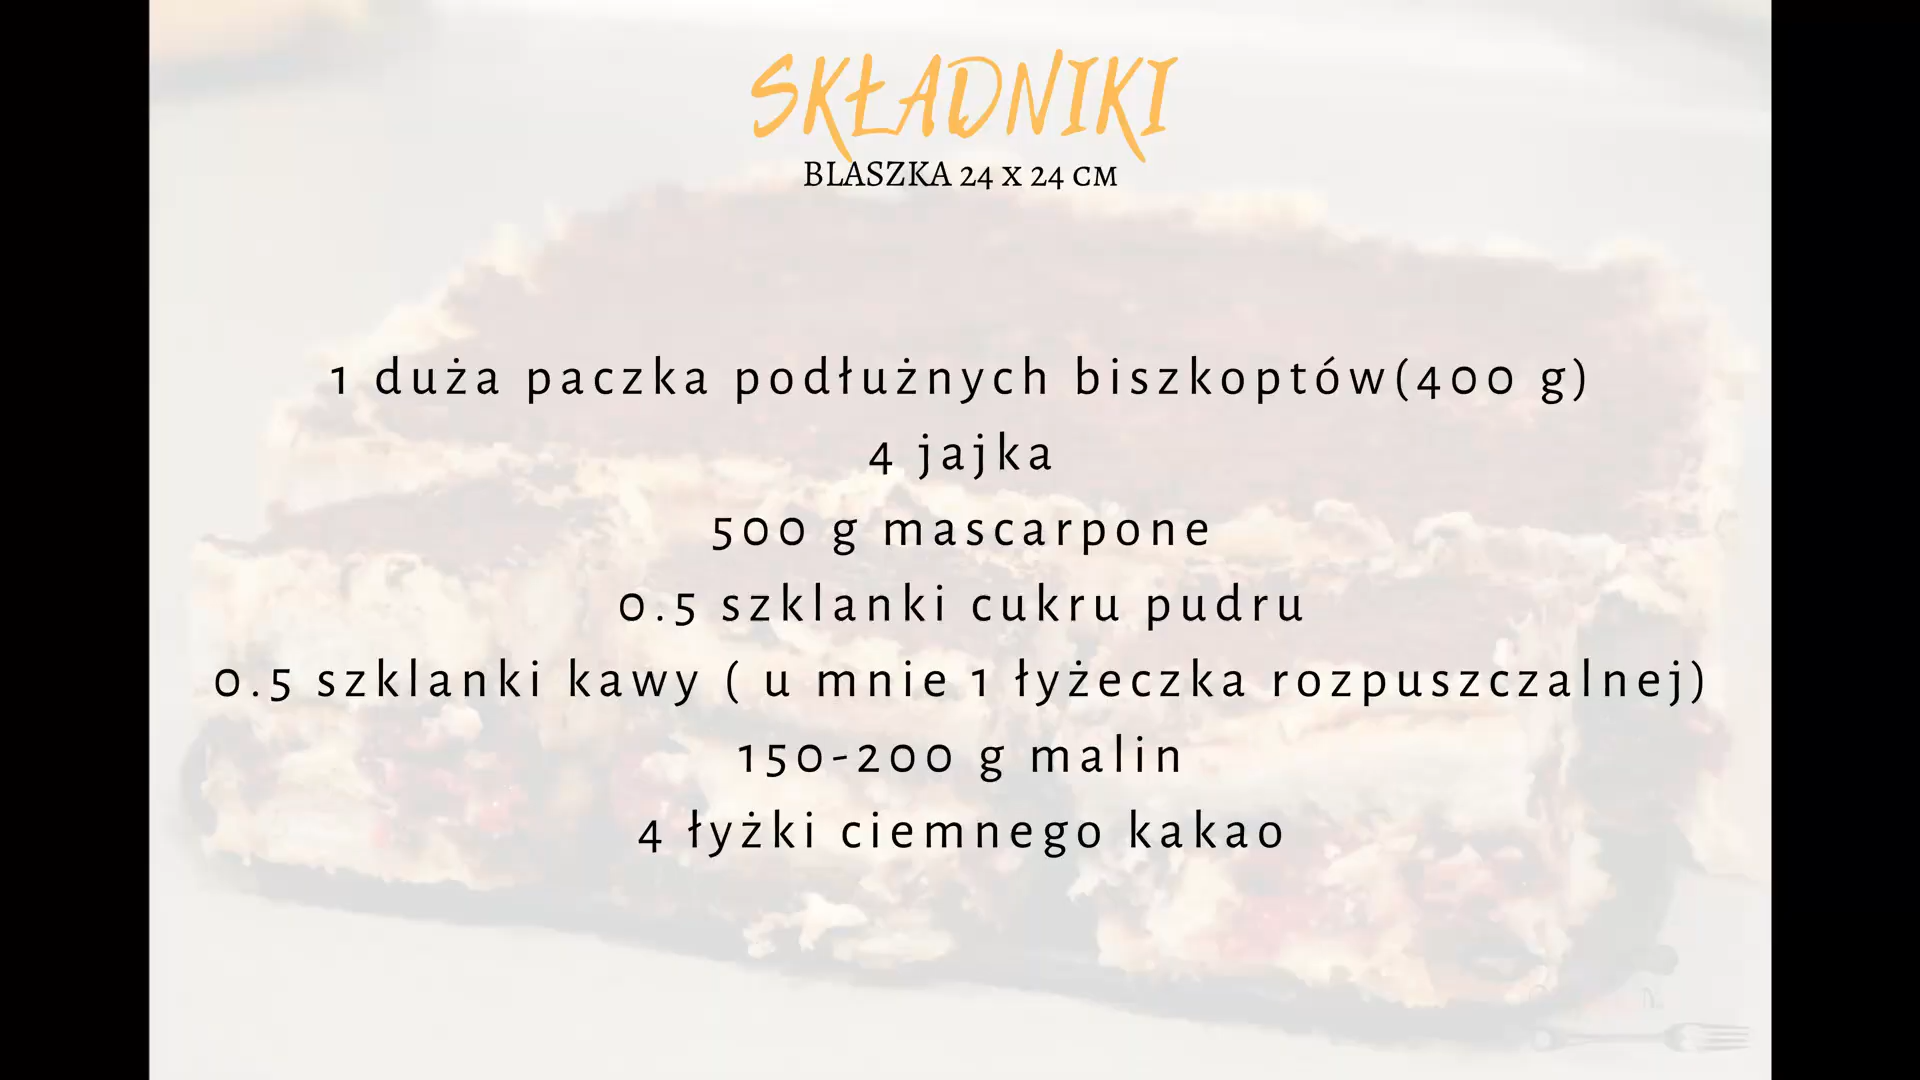 SKŁADNIKI
BLASZKA 24 X 24 CM
1 duża paczka podłużnych biszkoptów(400 g)
4 jajka
500 g mascarpone
0.5 szklanki cukru pudru
0.5 szklanki kawy ( u mnie 1 łyżeczka rozpuszczalnej)
150-200 g malin
4 łyżki ciemnego kakao